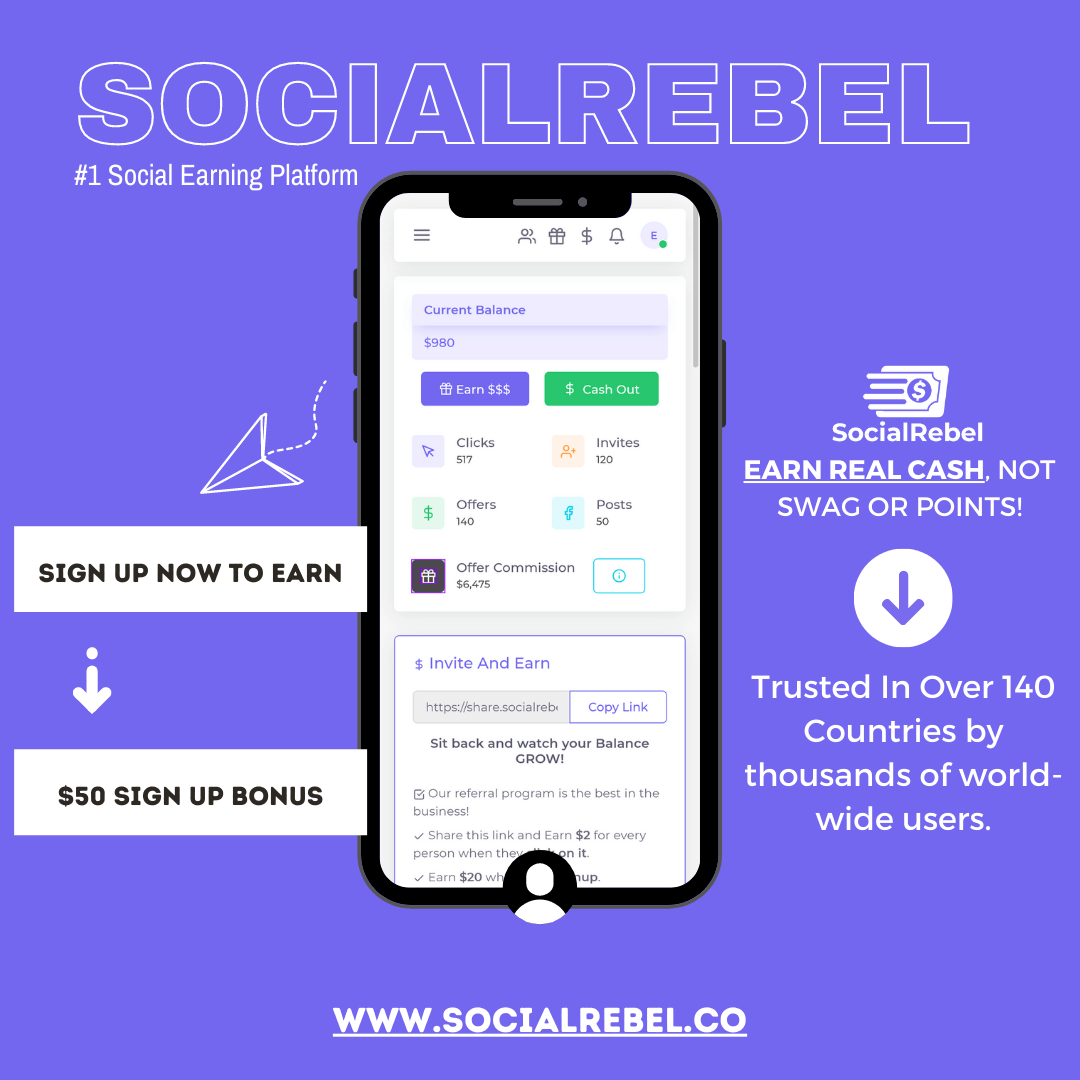 SOCIALREBEL
#1 Social Earning Platform
E
Current Balance
$980
Earn $$$
$ Cash Out
Clicks
517
Invites
120
Offers
140
Posts
50
Offer Commission
$6,475
$ Invite And Earn
https://share.socialrebe
Copy Link
Sit back and watch your Balance
GROW!
Our referral program is the best in the
business!
Share this link and Earn $2 for every
person when they on it.
Earn $20
SIGN UP NOW TO EARN
$50 SIGN UP BONUS
SocialRebel
EARN REAL CASH, NOT
SWAG OR POINTS!
Trusted In Over 140
Countries by
thousands of world-
wide users.
WWW.SOCIALREBEL.CO